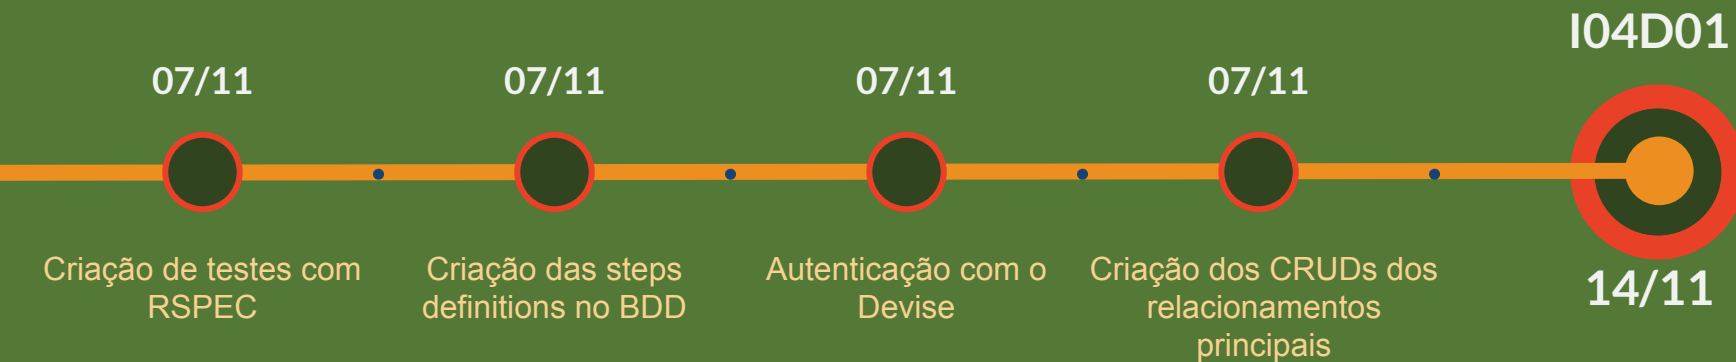 I04D01
07/11
07/11
07/11
07/11
Criação de testes com
RSPEC
Criação das steps
definitions no BDD
Autenticação com o
Devise
Criação dos CRUDs dos
relacionamentos
principais
14/11